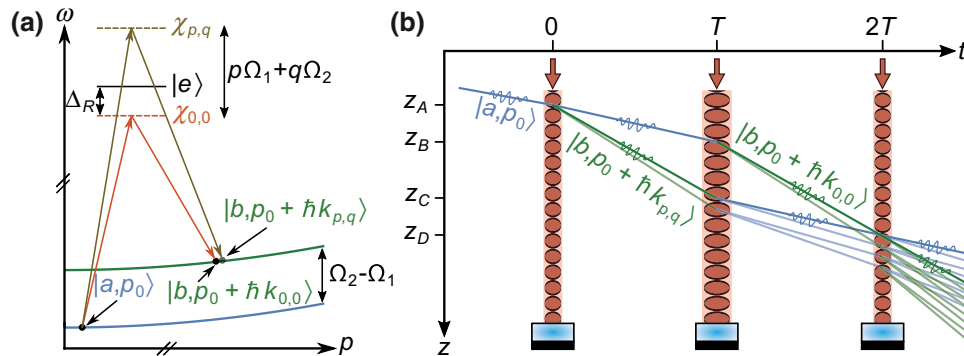 (a)
ω
χp,q
|e⟩
ΔR
χ0,0
pΩ1+qΩ2
|b,p0 + ℏkp,q⟩
|a,p0⟩
|b,p0 + ℏk0,0⟩
Ω2-Ω1
p
(b)
0
T
2T
t
zA
zB
zC
zD
z
|a,p0⟩
|b,p0 + ℏkp,q⟩
|b,p0 + ℏk0,0⟩